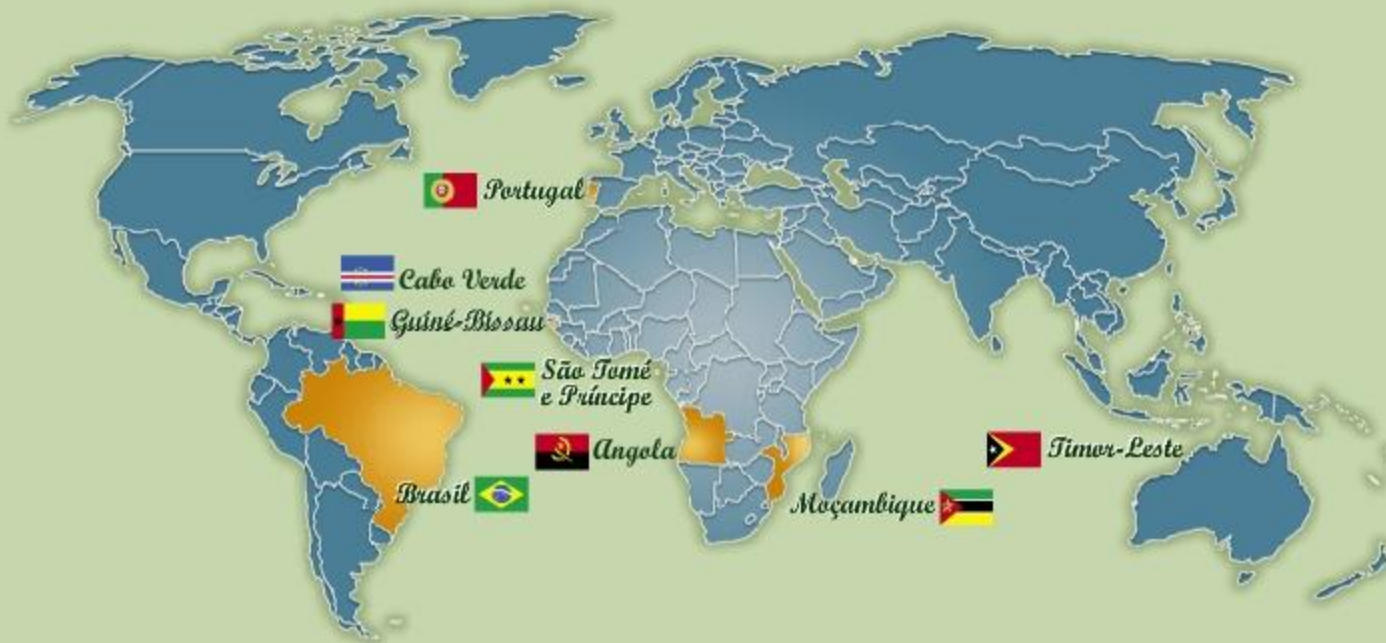 Portugal
Cabo Verde
Guiné-Bissau
São Tomé
e Príncipe
Angola
Timor-Leste
Brasil
Moçambique